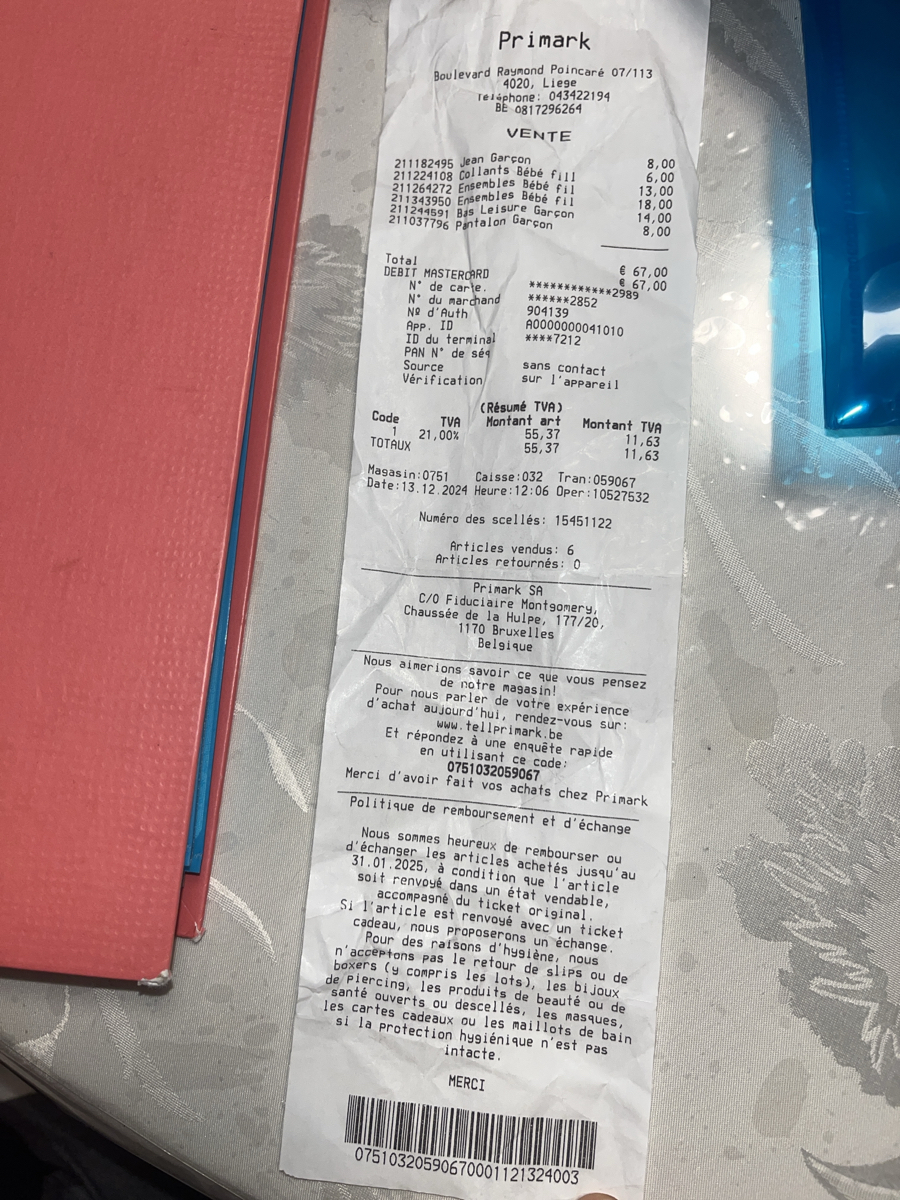 Primark
Boulevard Raymond Poincaré 07/113
4020, Liege
Téléphone: 043422194
BE 0817296264
VENTE
211182495 Jean Garçon 8,00
211224108 Collants Bébé fill 6,00
211264272 Ensembles Bébé fil 13,00
211343950 Ensembles Bébé fil 18,00
211244591 Bas Leisure Garçon 14,00
211037796 Pantalon Garçon 8,00
Total € 67,00
DEBIT MASTERCARD € 67,00
N° de carte. ************2989
N° du marchand ******2852
Nº d'Auth 904139
App. ID A0000000041010
ID du terminal ****7212
PAN N° de séq
Source sans contact
Vérification sur l'appareil
(Résumé TVA)
Code TVA Montant art Montant TVA
1 21,00% 55,37 11,63
TOTAUX 55,37 11,63
Magasin:0751 Caisse:032 Tran:059067
Date:13.12.2024 Heure:12:06 Oper:10527532
Numéro des scellés: 15451122
Articles vendus: 6
Articles retournés: 0
Primark SA
C/O Fiduciaire Montgomery,
Chaussée de la Hulpe, 177/20,
1170 Bruxelles
Belgique
Nous aimerions savoir ce que vous pensez
de notre magasin!
Pour nous parler de votre expérience
d'achat aujourd'hui, rendez-vous sur:
www.tellprimark.be
Et répondez à une enquête rapide
en utilisant ce code:
0751032059067
Merci d'avoir fait vos achats chez Primark
Politique de remboursement et d'échange
Nous sommes heureux de rembourser ou
d'échanger les articles achetés jusqu'au
31.01.2025, à condition que l'article
soit renvoyé dans un état vendable,
accompagné du ticket original.
Si l'article est renvoyé avec un ticket
cadeau, nous proposerons un échange.
Pour des raisons d'hygiène, nous
n'acceptons pas le retour de slips ou de
boxers (y compris les lots), les bijoux
de piercing, les produits de beauté ou de
santé ouverts ou descellés, les masques,
les cartes cadeaux ou les maillots de bain
si la protection hygiénique n'est pas
intacte.
MERCI
07510320590670001121324003